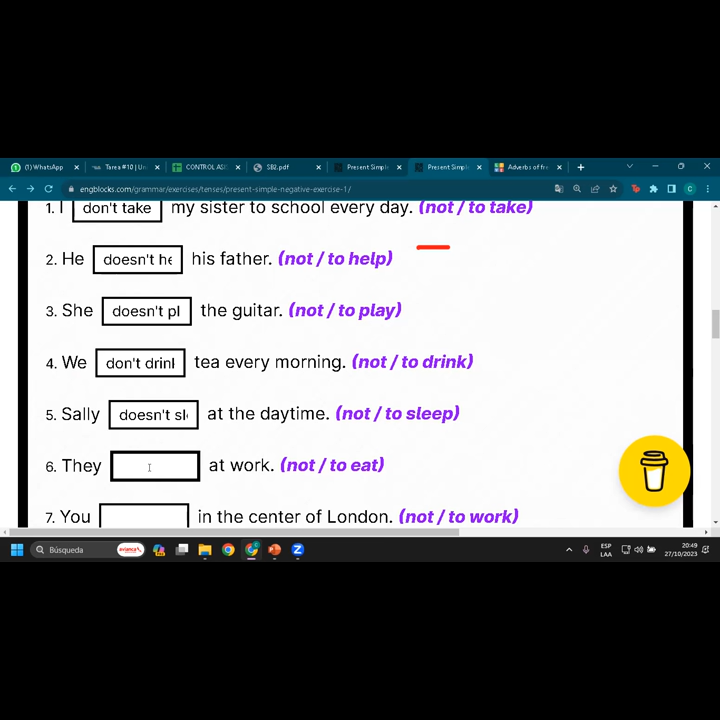 (1) WhatsApp
Tarea #10 | Un
CONTROL ASI
SB2.pdf
Present Simple
Present Simple
Adverbs of fre
engblocks.com/grammar/exercises/tenses/present-simple-negative-exercise-1/
1. I don't take my sister to school every day. (not / to take)
2. He doesn't he his father. (not / to help)
3. She doesn't pl the guitar. (not / to play)
4. We don't drink tea every morning. (not / to drink)
5. Sally doesn't sl at the daytime. (not / to sleep)
6. They at work. (not / to eat)
7. You in the center of London. (not / to work)
Búsqueda
avianca
ESP
LAA
20:49
27/10/2023